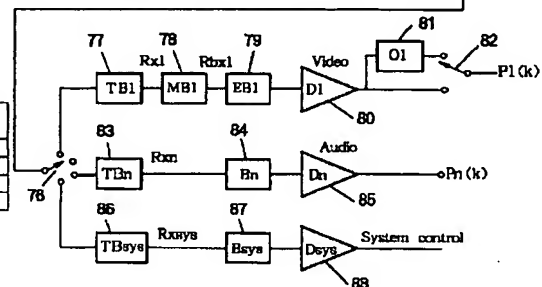 77 Rx1 78 Rbx1 79 Video 81 82
TB1 MB1 EB1 D1 O1 P1(k)
80
83 Rxn 84 Audio
76 TBn Bn Dn Pn(k)
85
86 Rxsys 87 System control
TBsys Bsys Dsys
88